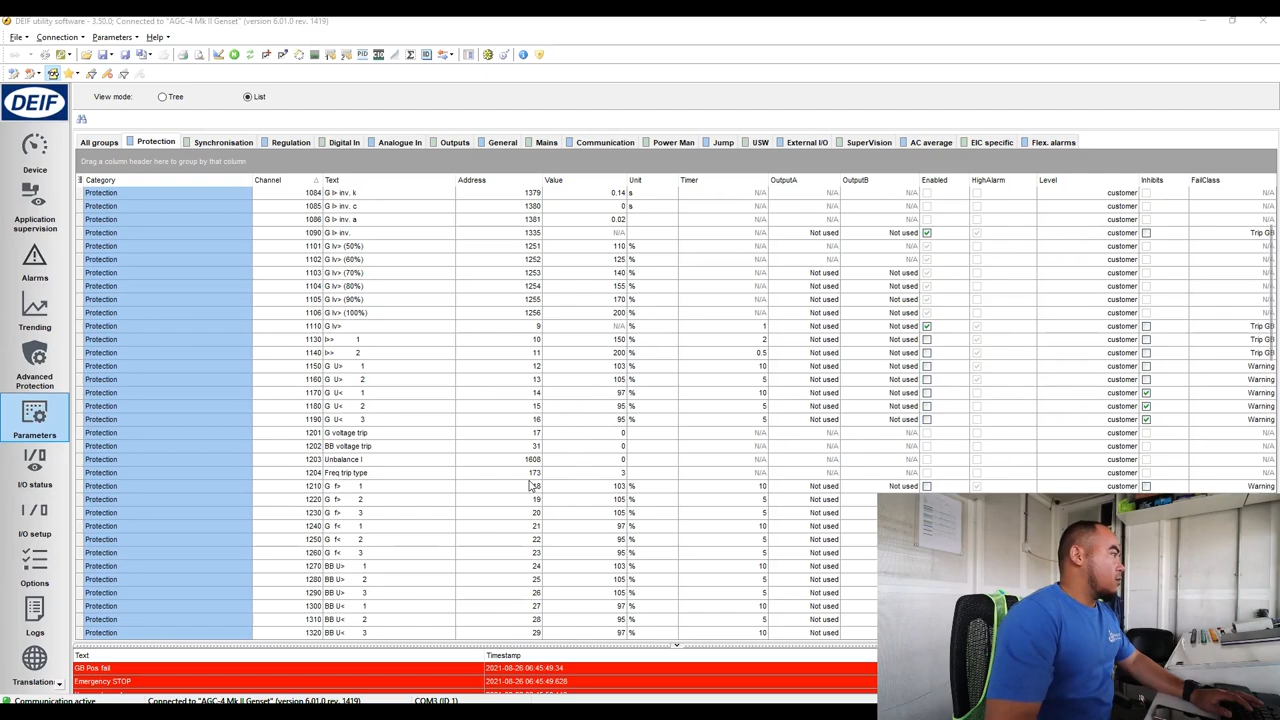 DEIF utility software - 3.50.0; Connected to "AGC-4 Mk II Genset" (version 6.01.0 rev. 1419)
File Connection Parameters Help
View mode: Tree List
DEIF
All groups Protection Synchronisation Regulation Digital In Analogue In Outputs General Mains Communication Power Man Jump USW External I/O SuperVision AC average EIC specific Flex. alarms
Drag a column header here to group by that column
Category Channel Text Address Value Unit Timer OutputA OutputB Enabled HighAlarm Level Inhibits FailClass
Protection 1084 G I> inv. k 1379 0.14 s N/A N/A N/A customer N/A
Protection 1085 G I> inv. c 1380 0 s N/A N/A N/A customer N/A
Protection 1086 G I> inv. a 1381 0.02 N/A N/A N/A customer N/A
Protection 1090 G I> inv. 1335 N/A N/A Not used Not used customer Trip GB
Protection 1101 G Iv> (50%) 1251 110 % N/A N/A N/A customer N/A
Protection 1102 G Iv> (60%) 1252 125 % N/A N/A N/A customer N/A
Protection 1103 G Iv> (70%) 1253 140 % N/A Not used Not used customer N/A
Protection 1104 G Iv> (80%) 1254 155 % N/A Not used Not used customer N/A
Protection 1105 G Iv> (90%) 1255 170 % N/A Not used Not used customer N/A
Protection 1106 G Iv> (100%) 1256 200 % N/A Not used Not used customer N/A
Protection 1110 G Iv> 9 N/A % 1 Not used Not used customer Trip GB
Protection 1130 I>> 1 10 150 % 2 Not used Not used customer Trip GB
Protection 1140 I>> 2 11 200 % 0.5 Not used Not used customer Trip GB
Protection 1150 G U> 1 12 103 % 10 Not used Not used customer Warning
Protection 1160 G U> 2 13 105 % 5 Not used Not used customer Warning
Protection 1170 G U< 1 14 97 % 10 Not used Not used customer Warning
Protection 1180 G U< 2 15 95 % 5 Not used Not used customer Warning
Protection 1190 G U< 3 16 95 % 5 Not used Not used customer Warning
Protection 1201 G voltage trip 17 0 N/A N/A N/A customer N/A
Protection 1202 BB voltage trip 31 0 N/A N/A N/A customer N/A
Protection 1203 Unbalance I 1608 0 N/A N/A N/A customer N/A
Protection 1204 Freq trip type 173 3 N/A N/A N/A customer N/A
Protection 1210 G f> 1 103 % 10 Not used Not used customer Warning
Protection 1220 G f> 2 19 105 % 5 Not used
Protection 1230 G f> 3 20 105 % 5 Not used
Protection 1240 G f< 1 21 97 % 10 Not used
Protection 1250 G f< 2 22 95 % 5 Not used
Protection 1260 G f< 3 23 95 % 5 Not used
Protection 1270 BB U> 1 24 103 % 10 Not used
Protection 1280 BB U> 2 25 105 % 5 Not used
Protection 1290 BB U> 3 26 105 % 5 Not used
Protection 1300 BB U< 1 27 97 % 10 Not used
Protection 1310 BB U< 2 28 95 % 5 Not used
Protection 1320 BB U< 3 29 97 % 10 Not used
Device
Application supervision
Alarms
Trending
Advanced Protection
Parameters
I/O status
I/O setup
Options
Logs
Translation
Text Timestamp
GB Pos fail 2021-08-26 06:45:49.34
Emergency STOP 2021-08-26 06:45:49.628
Communication active Connected to "AGC-4 Mk II Genset" (version 6.01.0 rev. 1419) COM3 (ID 1)